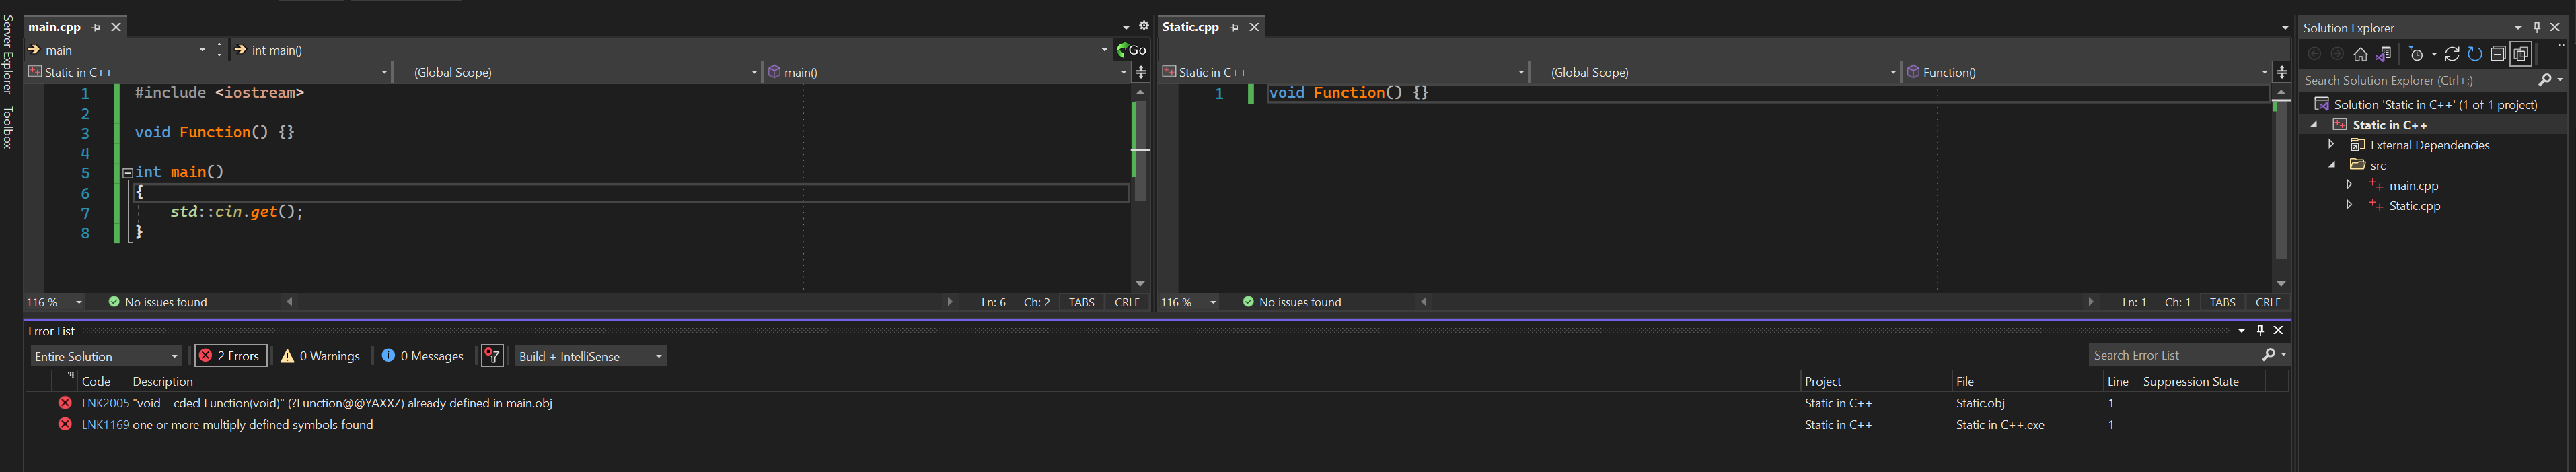 Server Explorer
Toolbox
main.cpp
main
int main()
Go
Static in C++
(Global Scope)
main()
1 #include <iostream>
2
3 void Function() {}
4
5 int main()
6 {
7 std::cin.get();
8 }
116 %
No issues found
Ln: 6 Ch: 2 TABS CRLF
Static.cpp
Static in C++
(Global Scope)
Function()
1 void Function() {}
116 %
No issues found
Ln: 1 Ch: 1 TABS CRLF
Error List
Entire Solution
2 Errors
0 Warnings
0 Messages
Build + IntelliSense
Search Error List
Code Description Project File Line Suppression State
LNK2005 "void __cdecl Function(void)" (?Function@@YAXXZ) already defined in main.obj Static in C++ Static.obj 1
LNK1169 one or more multiply defined symbols found Static in C++ Static in C++.exe 1
Solution Explorer
Search Solution Explorer (Ctrl+;)
Solution 'Static in C++' (1 of 1 project)
Static in C++
External Dependencies
src
main.cpp
Static.cpp